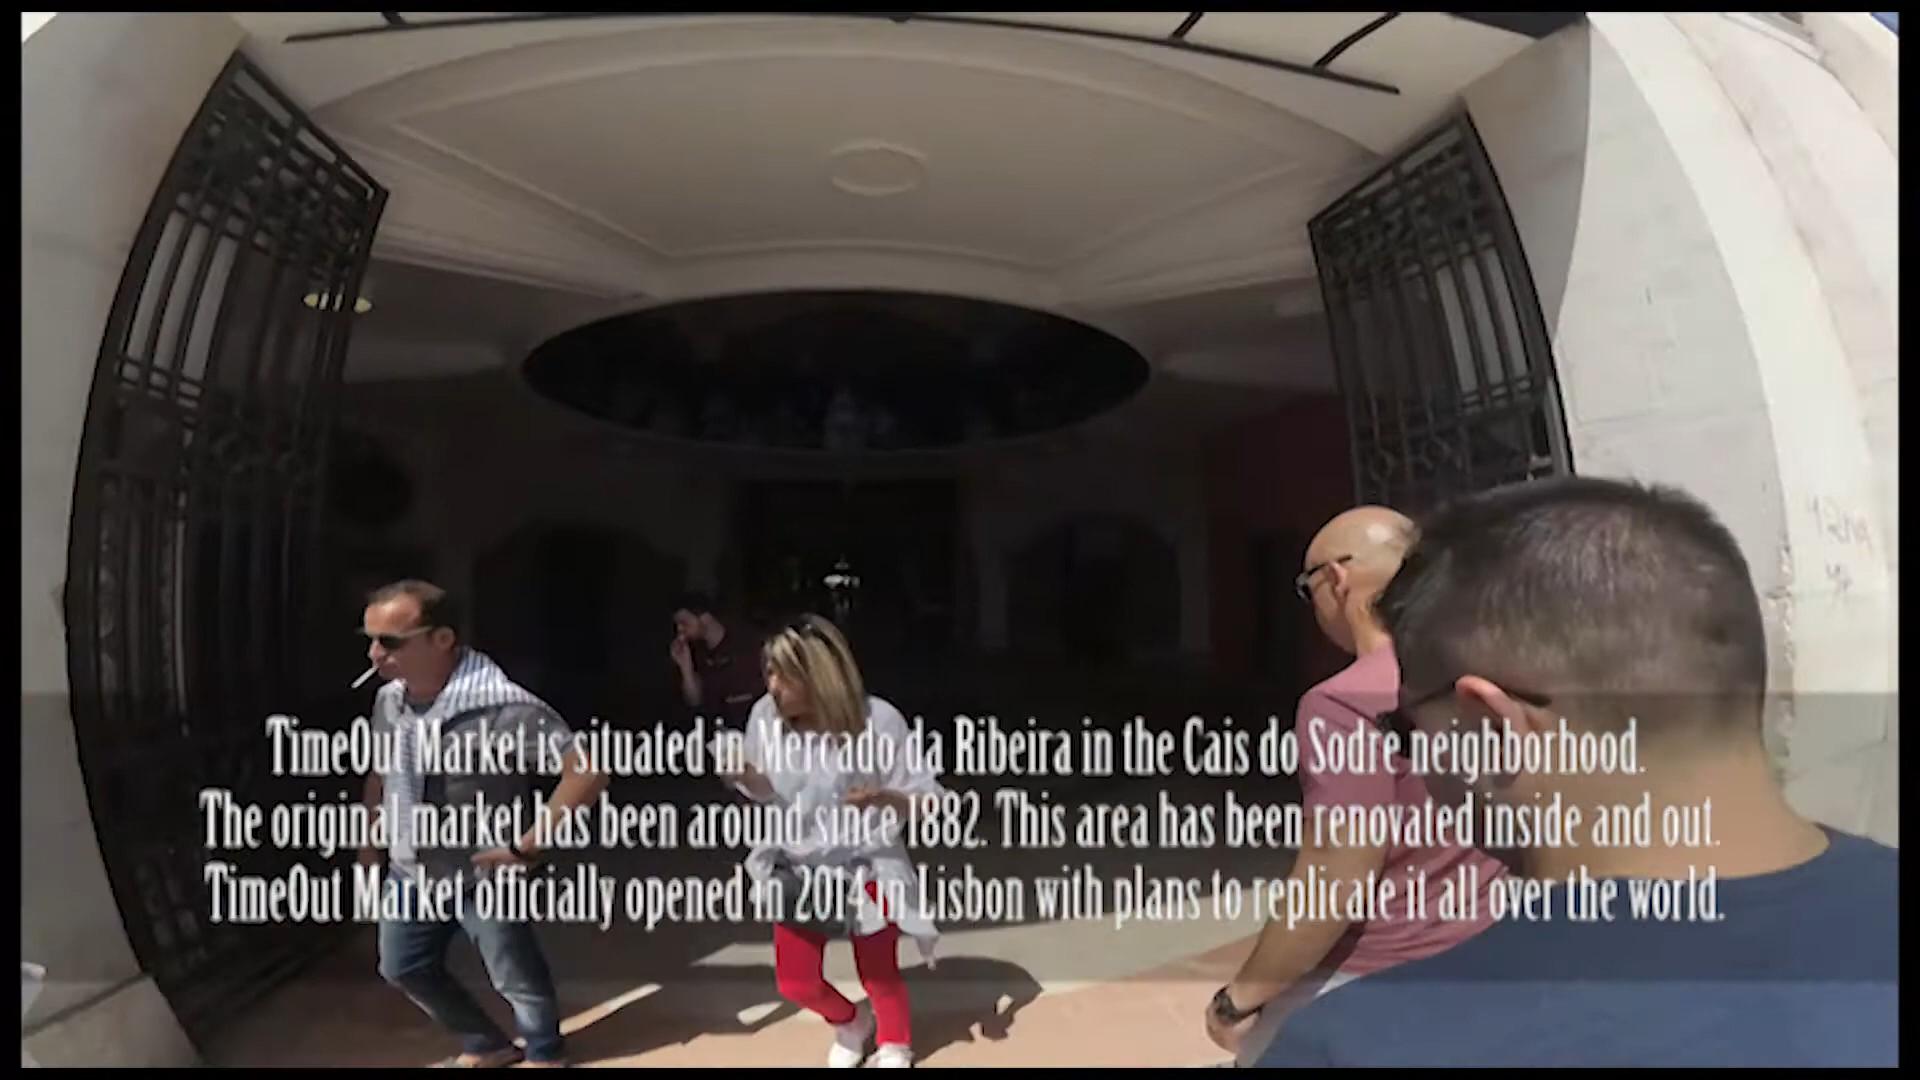 TimeOut Market is situated in Mercado da Ribeira in the Cais do Sodre neighborhood.
The original market has been around since 1882. This area has been renovated inside and out.
TimeOut Market officially opened in 2014 in Lisbon with plans to replicate it all over the world.